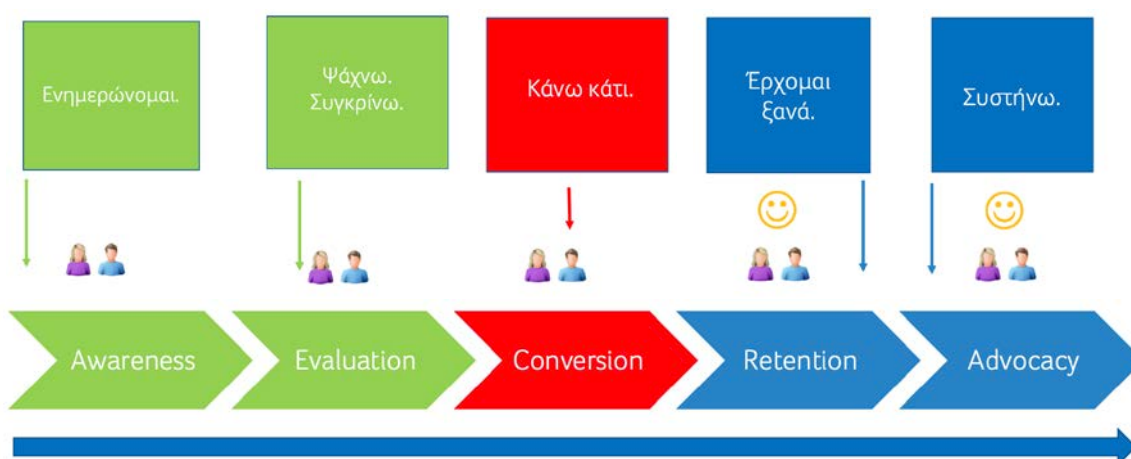 Ενημερώνομαι.
Ψάχνω.
Συγκρίνω.
Κάνω κάτι.
Έρχομαι
ξανά.
Συστήνω.
Awareness
Evaluation
Conversion
Retention
Advocacy